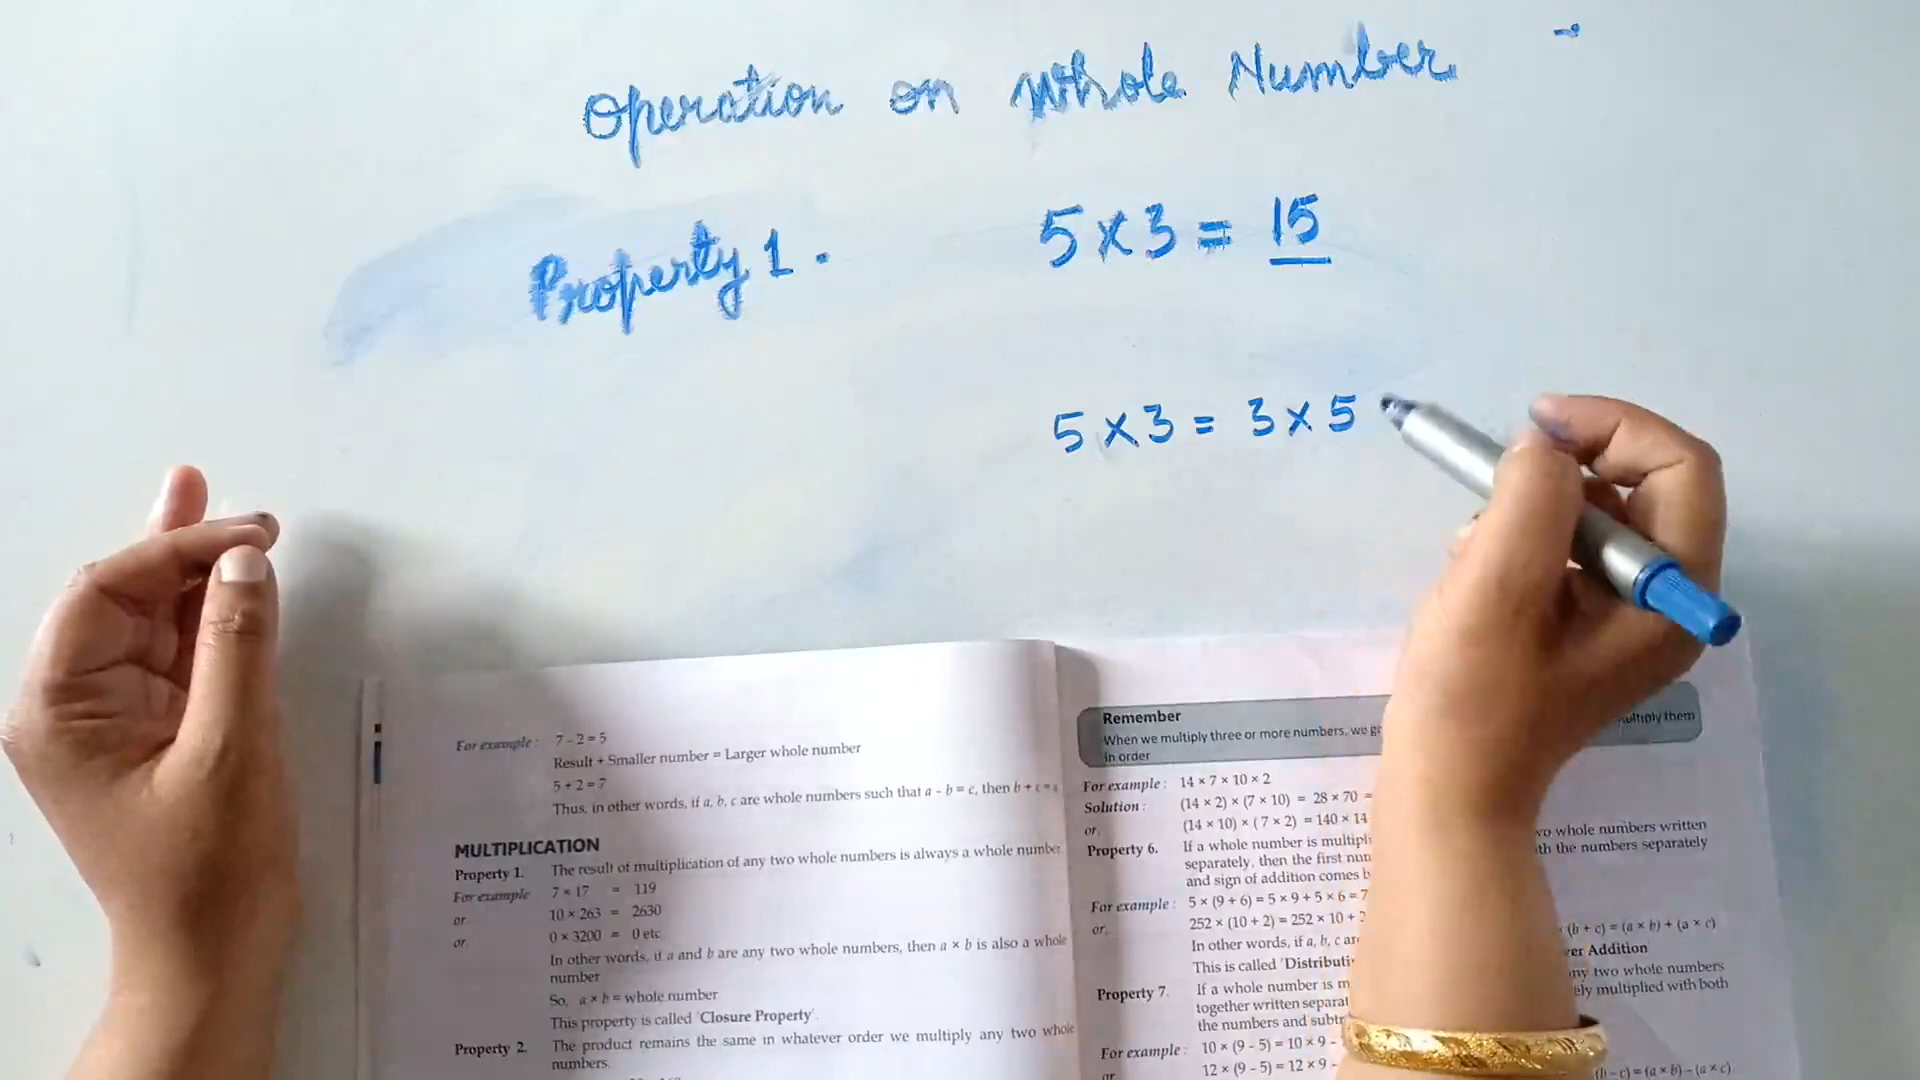 Operation on Whole Number
Property 1.
5 × 3 = 15
5 × 3 = 3 × 5
For example : 7 – 2 = 5
Result + Smaller number = Larger whole number
5 + 2 = 7
Thus, in other words, if a, b, c are whole numbers such that a – b = c, then b + c = a
MULTIPLICATION
Property 1. The result of multiplication of any two whole numbers is always a whole number
For example 7 × 17 = 119
or. 10 × 263 = 2630
or. 0 × 3200 = 0 etc
In other words, if a and b are any two whole numbers, then a × b is also a whole
number
So, a × b = whole number
This property is called 'Closure Property'.
Property 2. The product remains the same in whatever order we multiply any two whole
numbers.
Remember
When we multiply three or more numbers, we multiply them
in order
For example : 14 × 7 × 10 × 2
Solution : (14 × 2) × (7 × 10) = 28 × 70 =
or, (14 × 10) × (7 × 2) = 140 × 14
Property 6. If a whole number is two whole numbers written
separately, then the first the numbers separately
and sign of addition comes
For example : 5 × (9 + 6) = 5 × 9 + 5 × 6 = 7
or, 252 × (10 + 2) = 252 × 10 + 2
In other words, if a, b, c (b + c) = (a × b) + (a × c)
This is called Addition'
Property 7. If a whole number is any two whole numbers
together written multiplied with both
the numbers and
For example : 10 × (9 – 5) = 10 × 9 –
or 12 × (9 – 5) = 12 × 9 – (b – c) = (a × b) – (a × c)